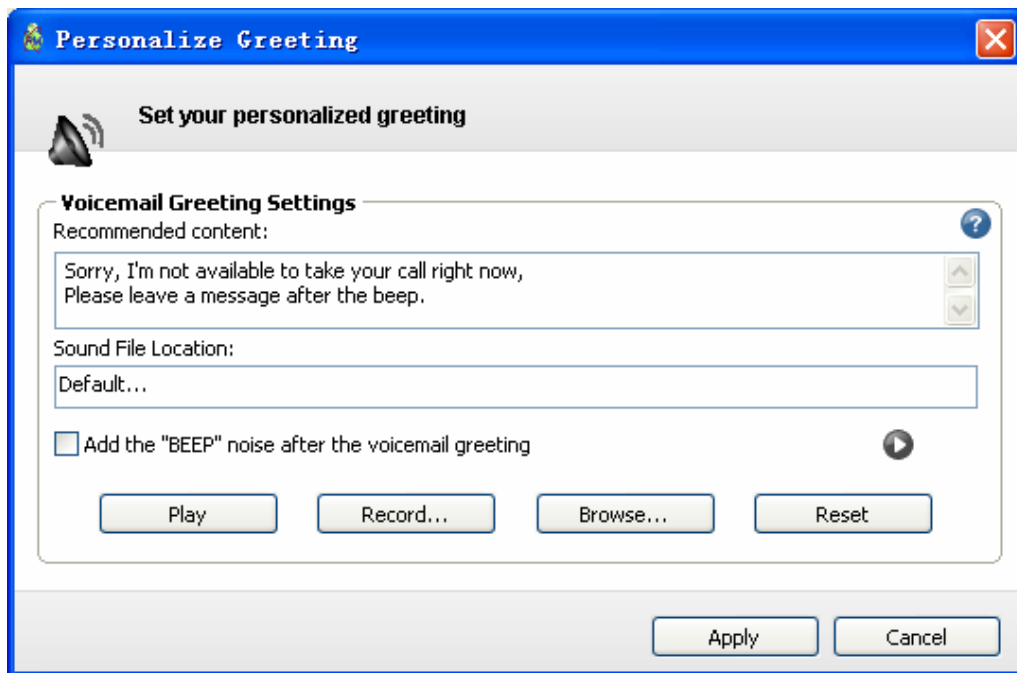 Personalize Greeting
Set your personalized greeting
Voicemail Greeting Settings
Recommended content:
?
Sorry, I'm not available to take your call right now,
Please leave a message after the beep.
Sound File Location:
Default...
Add the "BEEP" noise after the voicemail greeting
Play Record... Browse... Reset
Apply Cancel